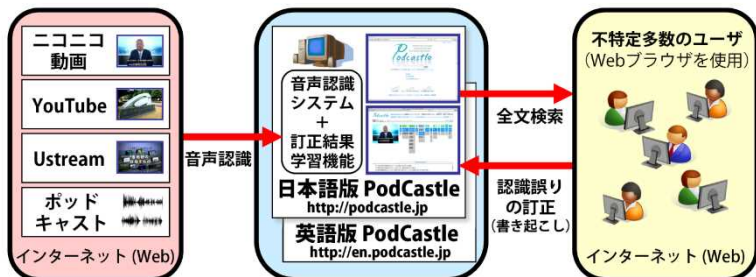 ニコニコ
動画
YouTube
Ustream
ポッド
キャスト
インターネット (Web)
音声認識
音声認識
システム
+
訂正結果
学習機能
Podcastle
日本語版 PodCastle
http://podcastle.jp
英語版 PodCastle
http://en.podcastle.jp
全文検索
認識誤り
の訂正
(書き起こし)
不特定多数のユーザ
(Webブラウザを使用)
インターネット (Web)